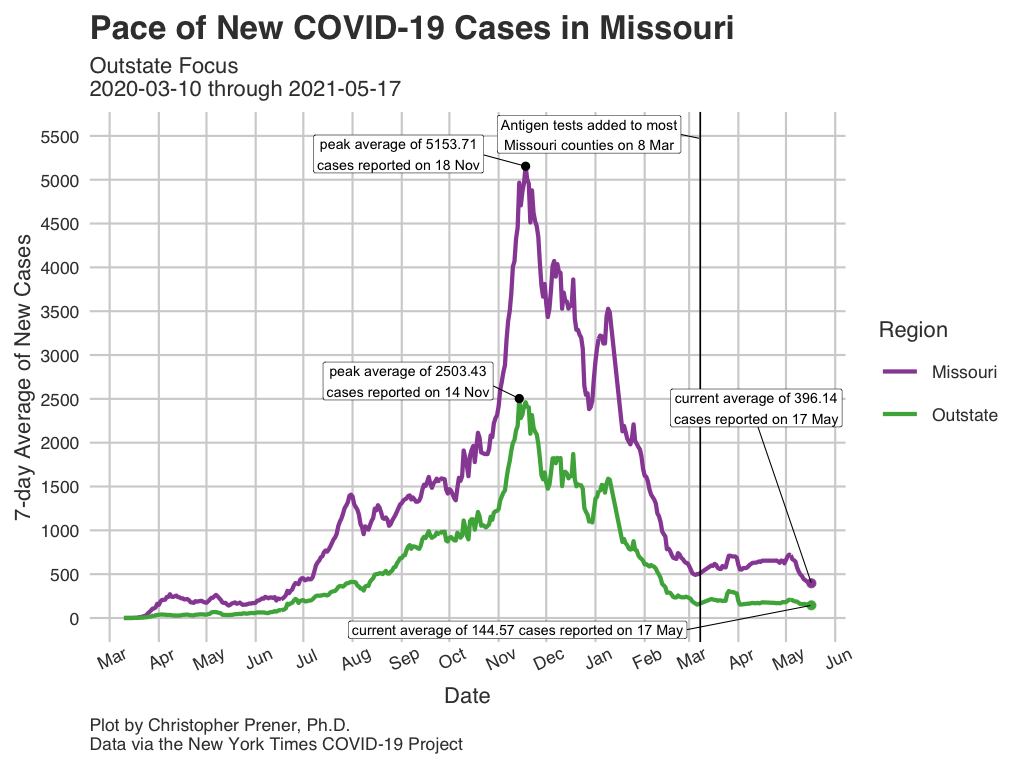 Pace of New COVID-19 Cases in Missouri
Outstate Focus
2020-03-10 through 2021-05-17
7-day Average of New Cases
5500
5000
4500
4000
3500
3000
2500
2000
1500
1000
500
0
peak average of 5153.71
cases reported on 18 Nov
Antigen tests added to most
Missouri counties on 8 Mar
peak average of 2503.43
cases reported on 14 Nov
current average of 396.14
cases reported on 17 May
current average of 144.57 cases reported on 17 May
Mar Apr May Jun Jul Aug Sep Oct Nov Dec Jan Feb Mar Apr May Jun
Date
Region
Missouri
Outstate
Plot by Christopher Prener, Ph.D.
Data via the New York Times COVID-19 Project